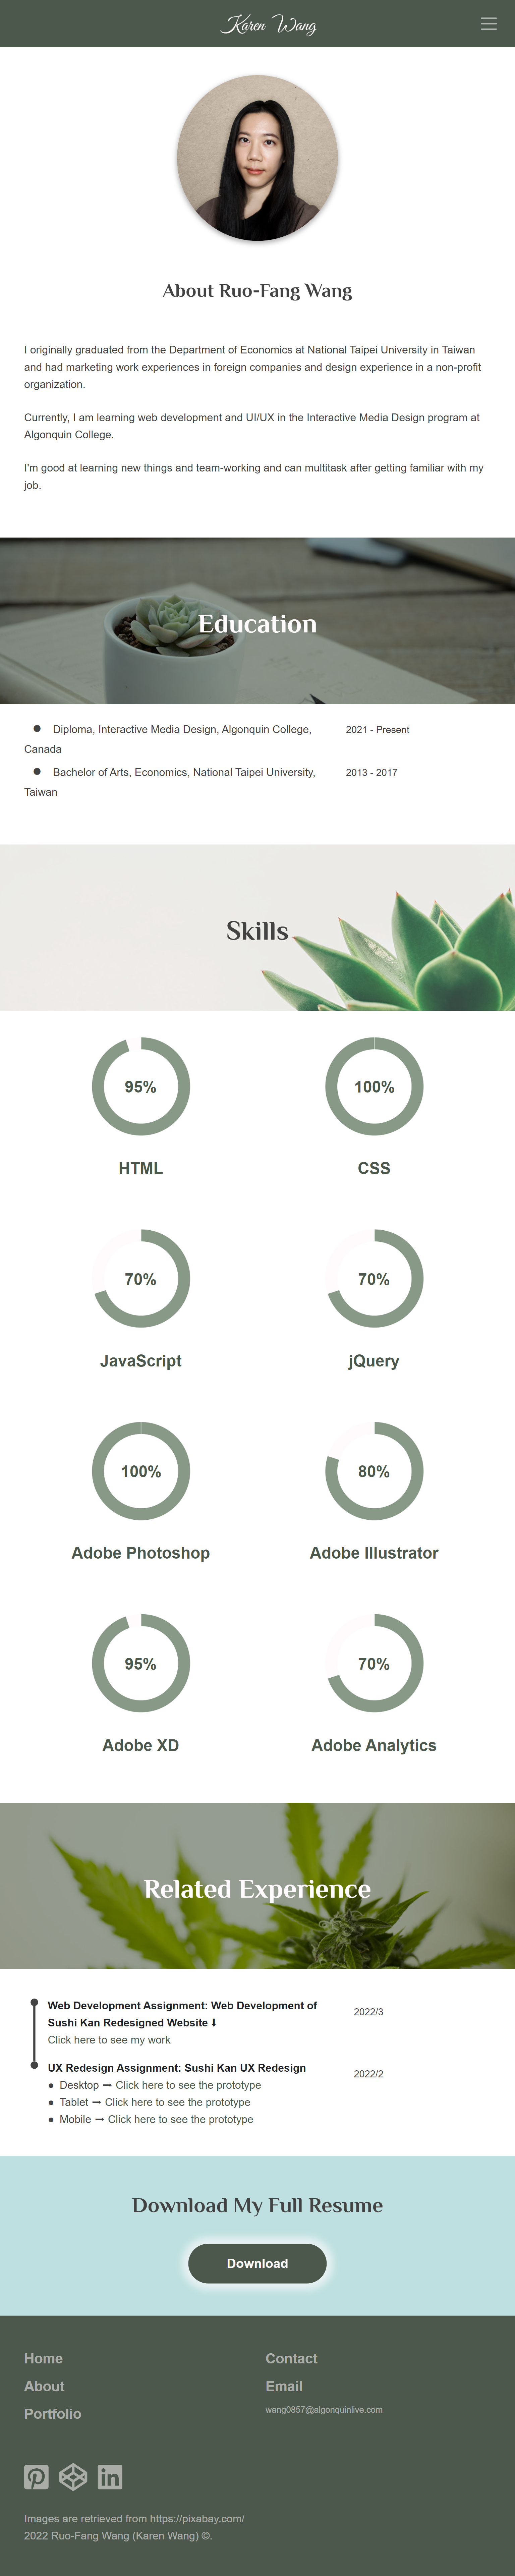 Karen Wang
About Ruo-Fang Wang
I originally graduated from the Department of Economics at National Taipei University in Taiwan
and had marketing work experiences in foreign companies and design experience in a non-profit
organization.
Currently, I am learning web development and UI/UX in the Interactive Media Design program at
Algonquin College.
I'm good at learning new things and team-working and can multitask after getting familiar with my
job.
Education
● Diploma, Interactive Media Design, Algonquin College,
Canada
2021 - Present
● Bachelor of Arts, Economics, National Taipei University,
Taiwan
2013 - 2017
Skills
95%
HTML
100%
CSS
70%
JavaScript
70%
jQuery
100%
Adobe Photoshop
80%
Adobe Illustrator
95%
Adobe XD
70%
Adobe Analytics
Related Experience
Web Development Assignment: Web Development of
Sushi Kan Redesigned Website ⬇
Click here to see my work
2022/3
UX Redesign Assignment: Sushi Kan UX Redesign
2022/2
● Desktop ➞ Click here to see the prototype
● Tablet ➞ Click here to see the prototype
● Mobile ➞ Click here to see the prototype
Download My Full Resume
Download
Home
About
Portfolio
Contact
Email
wang0857@algonquinlive.com
in
Images are retrieved from https://pixabay.com/
2022 Ruo-Fang Wang (Karen Wang) ©.